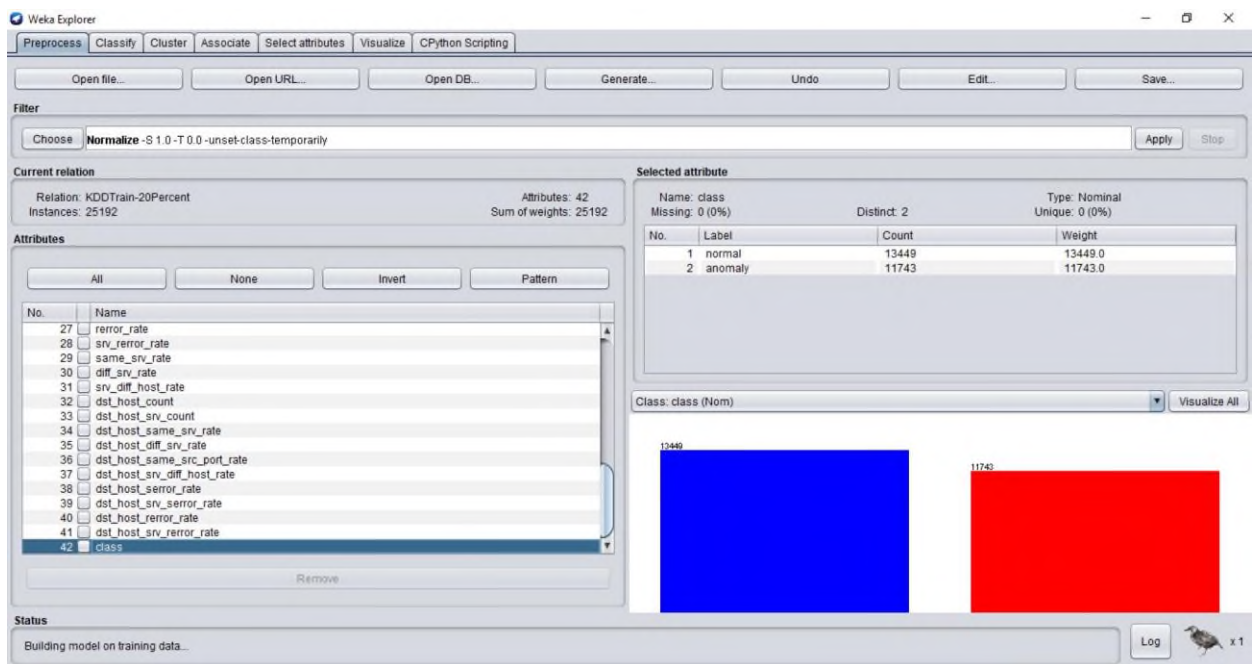 Weka Explorer
Preprocess Classify Cluster Associate Select attributes Visualize CPython Scripting
Open file... Open URL... Open DB... Generate... Undo Edit... Save...
Filter
Choose Normalize -S 1.0 -T 0.0 -unset-class-temporarily Apply Stop
Current relation
Relation: KDDTrain-20Percent Attributes: 42
Instances: 25192 Sum of weights: 25192
Attributes
All None Invert Pattern
No. Name
27 rerror_rate
28 srv_rerror_rate
29 same_srv_rate
30 diff_srv_rate
31 srv_diff_host_rate
32 dst_host_count
33 dst_host_srv_count
34 dst_host_same_srv_rate
35 dst_host_diff_srv_rate
36 dst_host_same_src_port_rate
37 dst_host_srv_diff_host_rate
38 dst_host_serror_rate
39 dst_host_srv_serror_rate
40 dst_host_rerror_rate
41 dst_host_srv_rerror_rate
42 class
Remove
Selected attribute
Name: class Type: Nominal
Missing: 0 (0%) Distinct: 2 Unique: 0 (0%)
No. Label Count Weight
1 normal 13449 13449.0
2 anomaly 11743 11743.0
Class: class (Nom) Visualize All
13449
11743
Status
Building model on training data...
Log x 1